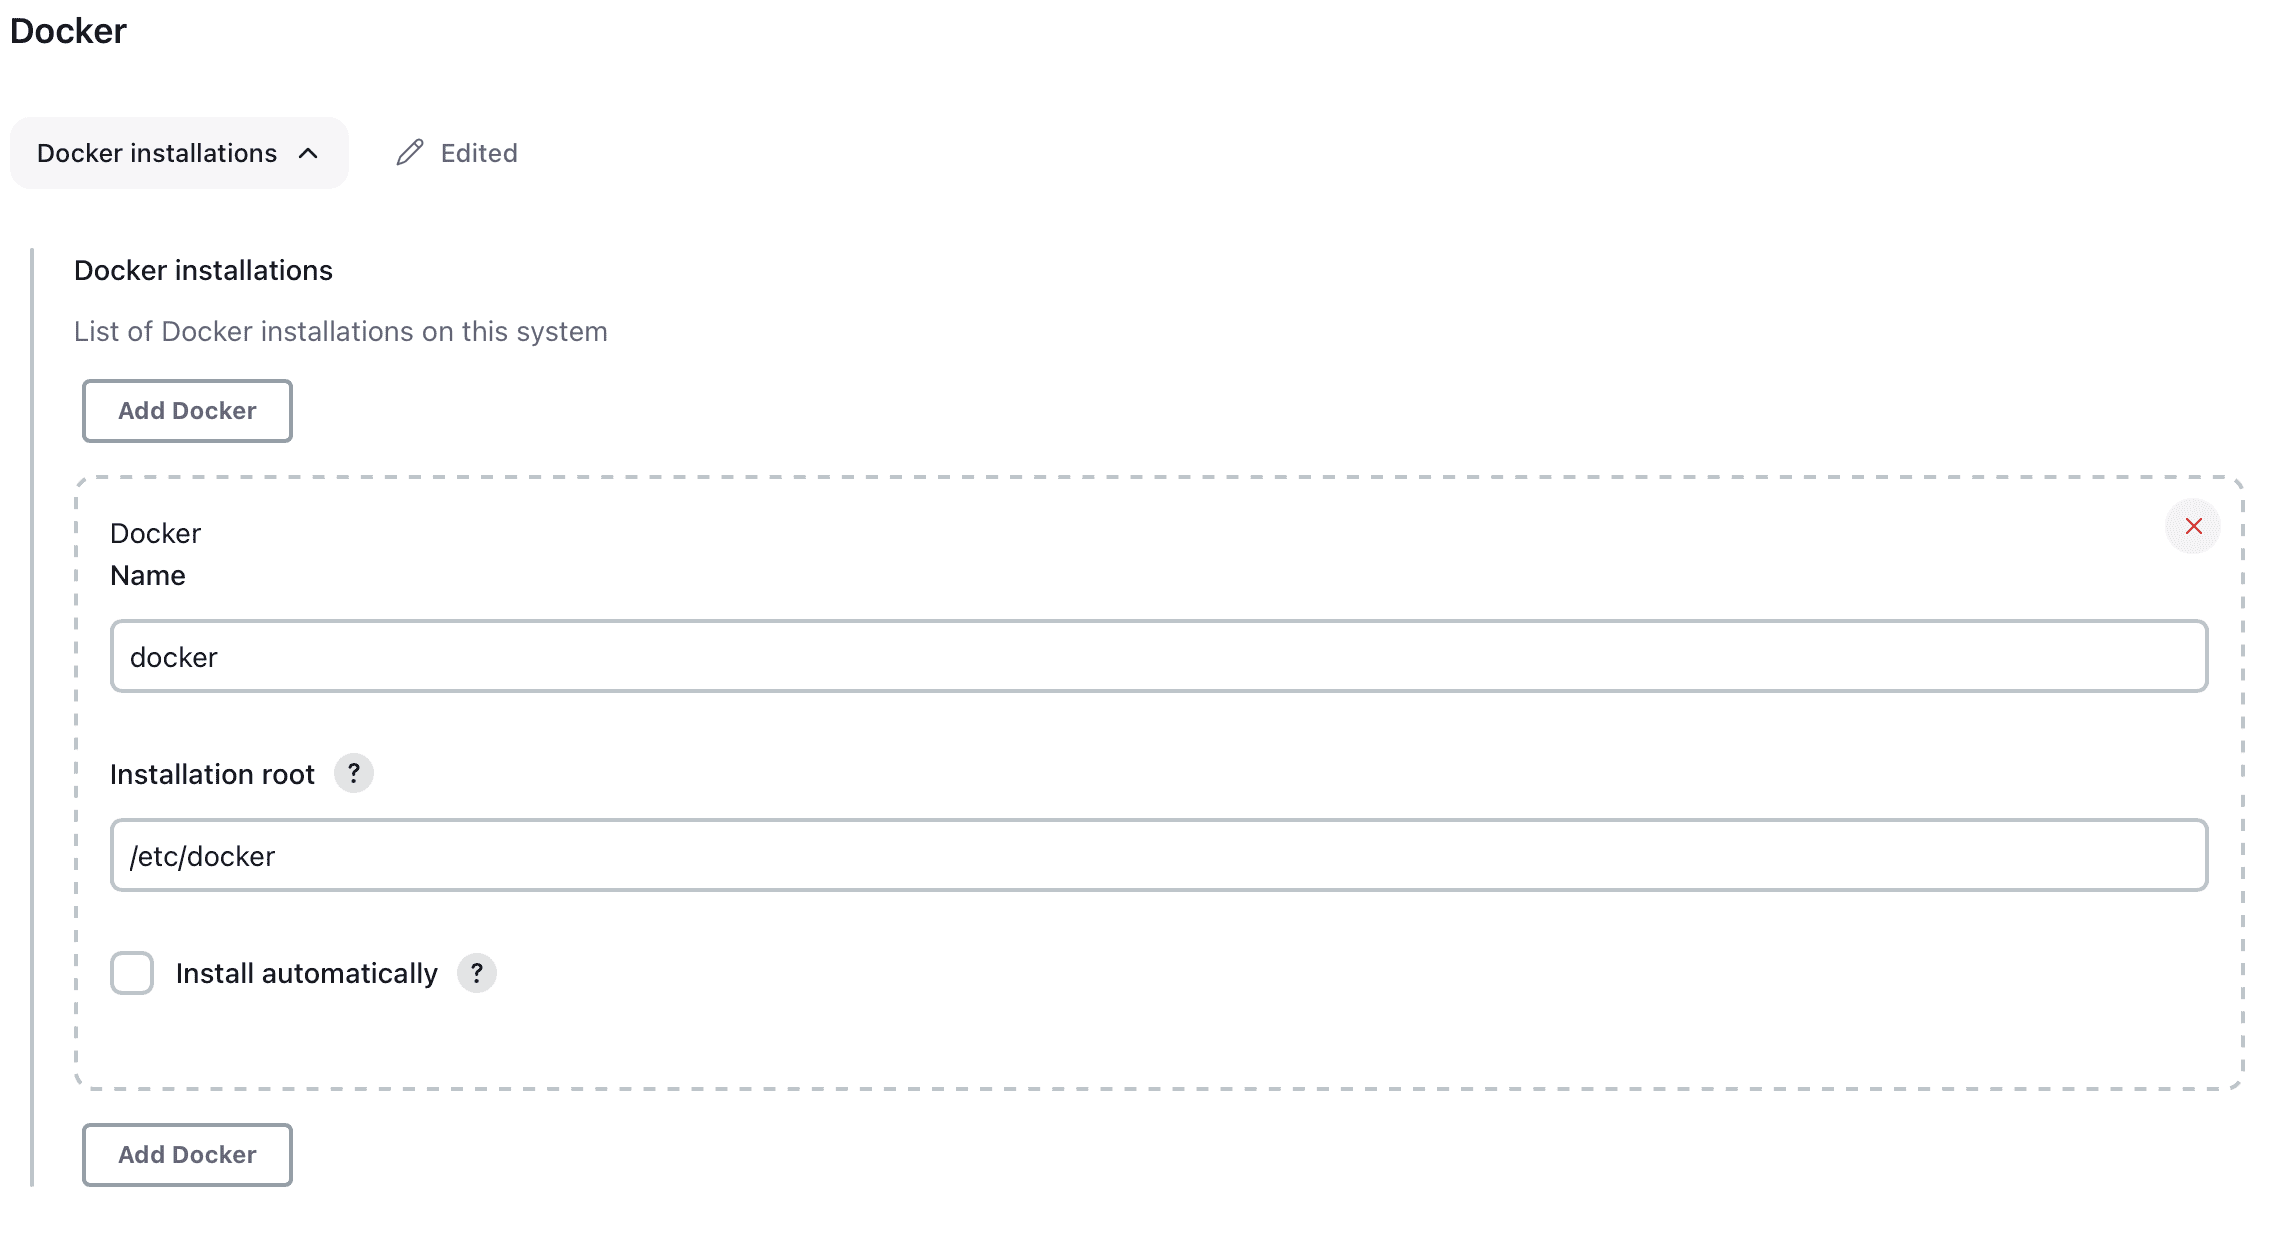 Docker
Docker installations
Edited
Docker installations
List of Docker installations on this system
Add Docker
Docker
Name
docker
Installation root ?
/etc/docker
Install automatically ?
Add Docker